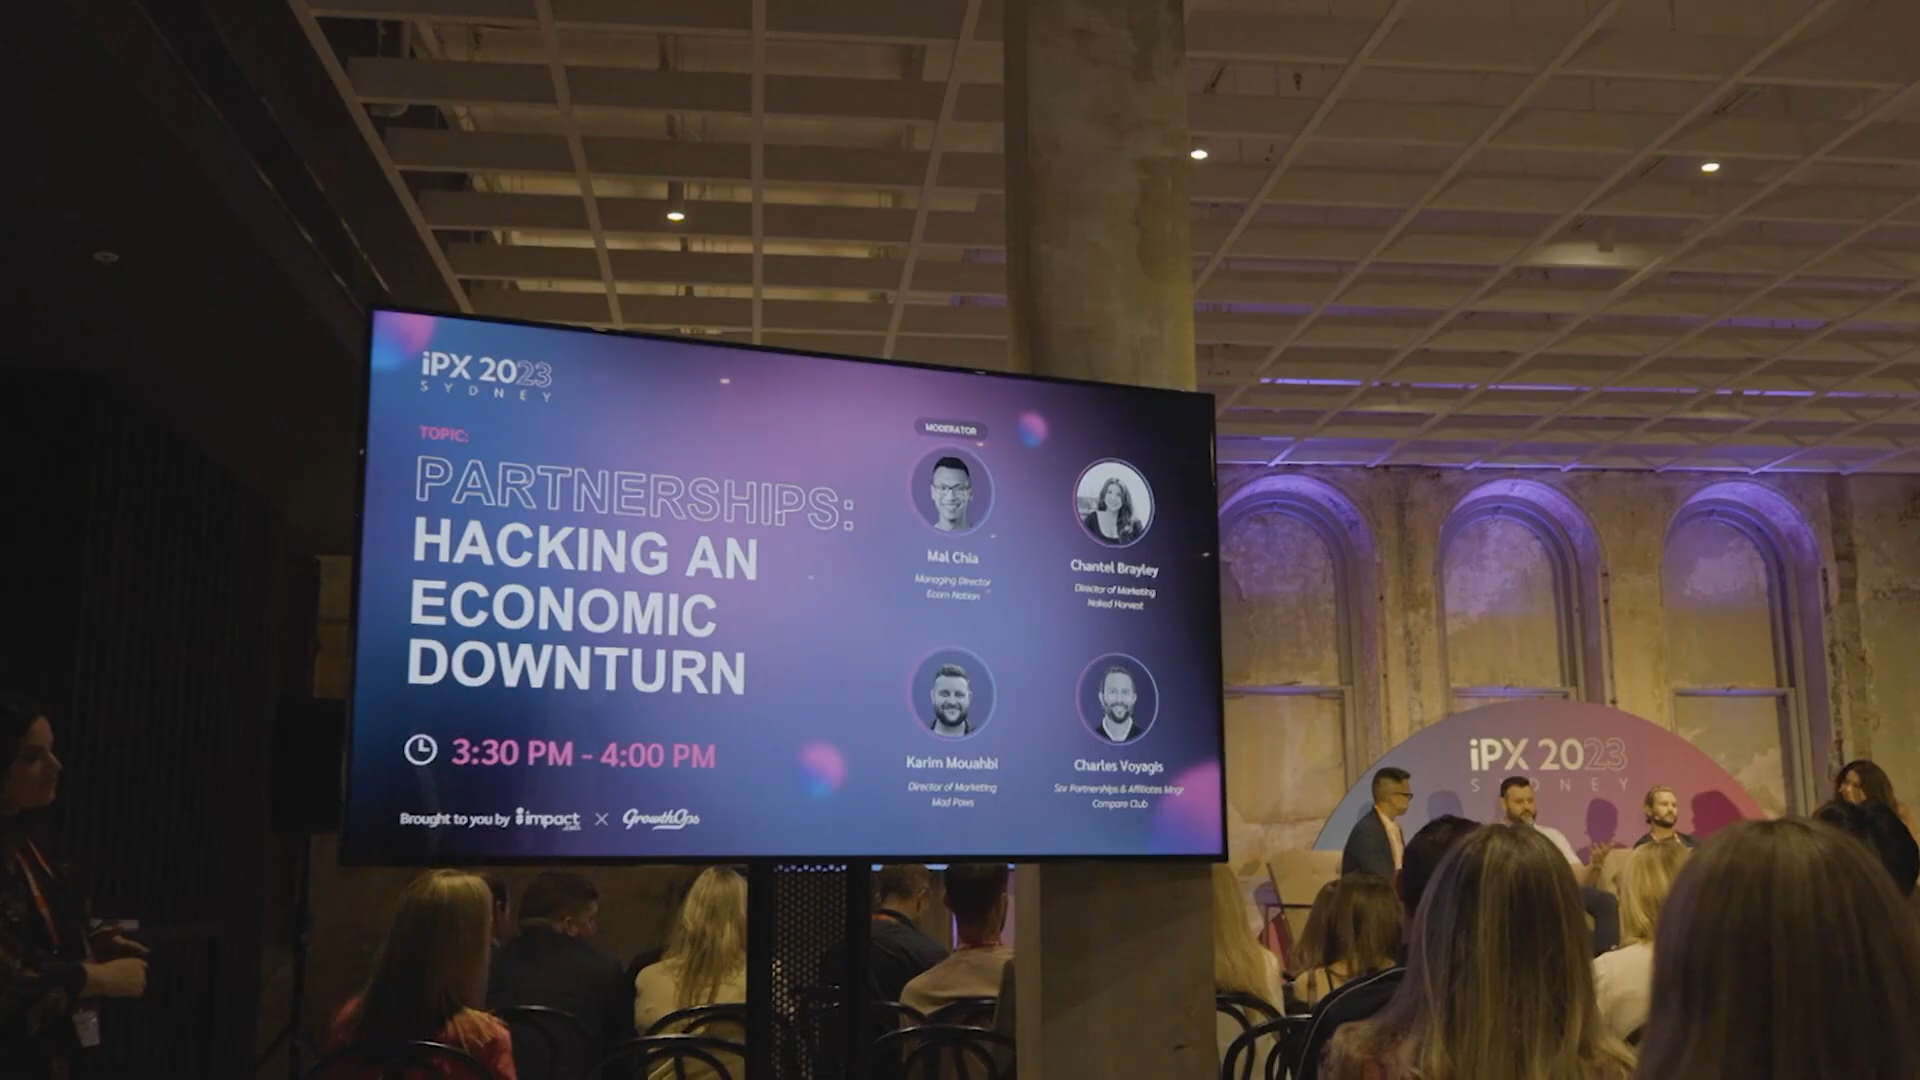 iPX 2023
SYDNEY
TOPIC:
PARTNERSHIPS:
HACKING AN
ECONOMIC
DOWNTURN
3:30 PM - 4:00 PM
Brought to you by impact.com X GrowthOps
MODERATOR
Mal Chia
Managing Director
Ecom Nation
Chantel Brayley
Director of Marketing
Naked Harvest
Karim Mouahbi
Director of Marketing
Mad Paws
Charles Voyagis
Snr Partnerships & Affiliates Mngr
Compare Club
iPX 2023
SYDNEY